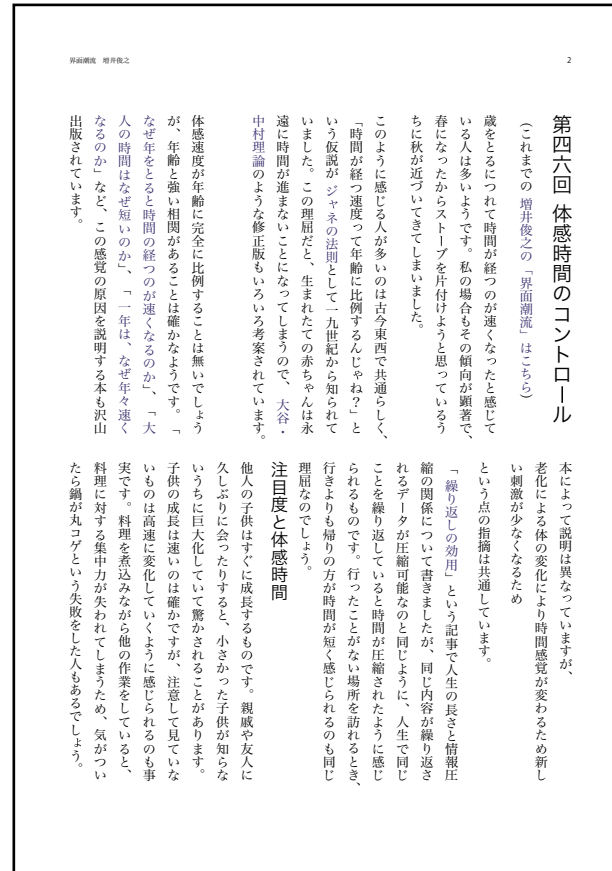 界面潮流 増井俊之
2
第四六回 体感時間のコントロール
(これまでの 増井俊之の「界面潮流」はこちら)
歳をとるにつれて時間が経つのが速くなったと感じて
いる人は多いようです。私の場合もその傾向が顕著で、
春になったからストーブを片付けようと思っているう
ちに秋が近づいてきてしまいました。
このように感じる人が多いのは古今東西で共通らしく、
「時間が経つ速度って年齢に比例するんじゃね?」と
いう仮説が ジャネの法則として一九世紀から知られて
いました。この理屈だと、生まれたての赤ちゃんは永
遠に時間が進まないことになってしまうので、 大谷・
中村理論のような修正版もいろいろ考案されています。
体感速度が年齢に完全に比例することは無いでしょう
が、年齢と強い相関があることは確かなようです。「
なぜ年をとると時間の経つのが速くなるのか」、「大
人の時間はなぜ短いのか」、「一年は、なぜ年々速く
なるのか」など、この感覚の原因を説明する本も沢山
出版されています。
本によって説明は異なっていますが、
老化による体の変化により時間感覚が変わるため新し
い刺激が少なくなるため
という点の指摘は共通しています。
「 繰り返しの効用」という記事で人生の長さと情報圧
縮の関係について書きましたが、同じ内容が繰り返さ
れるデータが圧縮可能なのと同じように、人生で同じ
ことを繰り返していると時間が圧縮されたように感じ
られるものです。行ったことがない場所を訪れるとき、
行きよりも帰りの方が時間が短く感じられるのも同じ
理屈なのでしょう。
注目度と体感時間
他人の子供はすぐに成長するものです。親戚や友人に
久しぶりに会ったりすると、小さかった子供が知らな
いうちに巨大化していて驚かされることがあります。
子供の成長は速いのは確かですが、注意して見ていな
いものは高速に変化していくように感じられるのも事
実です。料理を煮込みながら他の作業をしていると、
料理に対する集中力が失われてしまうため、気がつい
たら鍋が丸コゲという失敗をした人もあるでしょう。